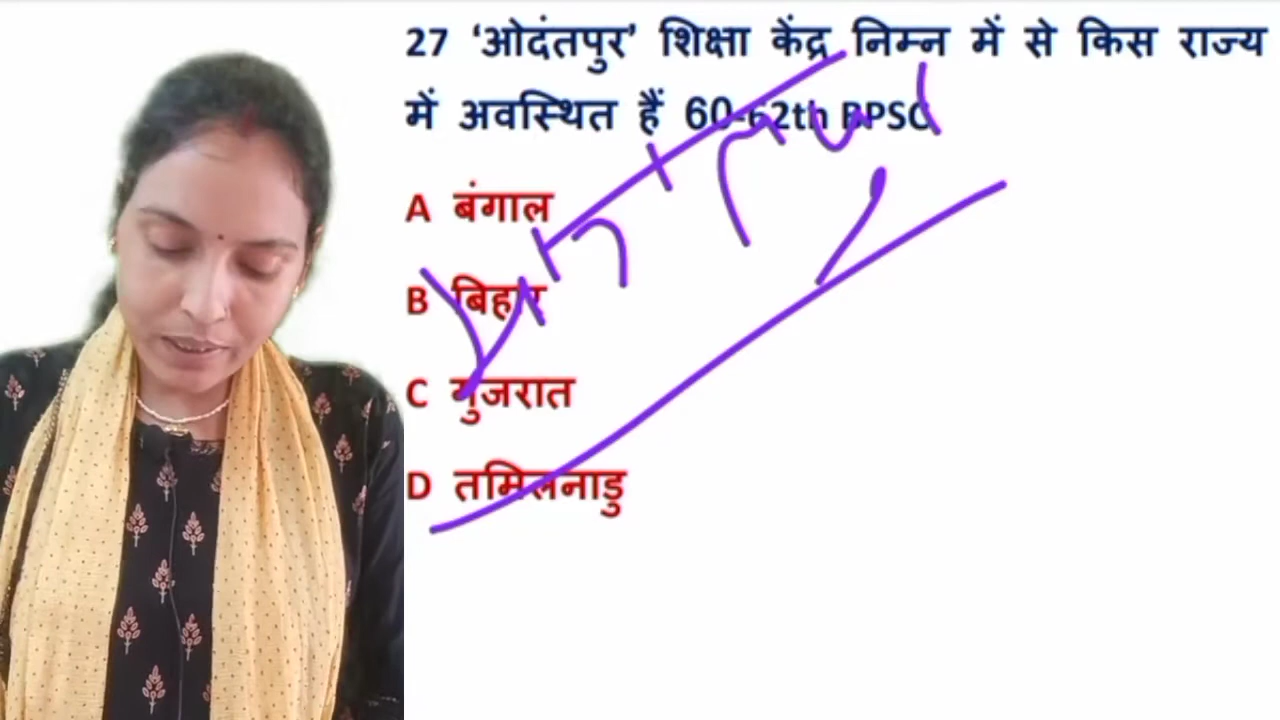 27 ‘ओदंतपुर’ शिक्षा केंद्र निम्न में से किस राज्य
में अवस्थित हैं 60-62th BPSC
A बंगाल
B बिहार
C गुजरात
D तमिलनाडु